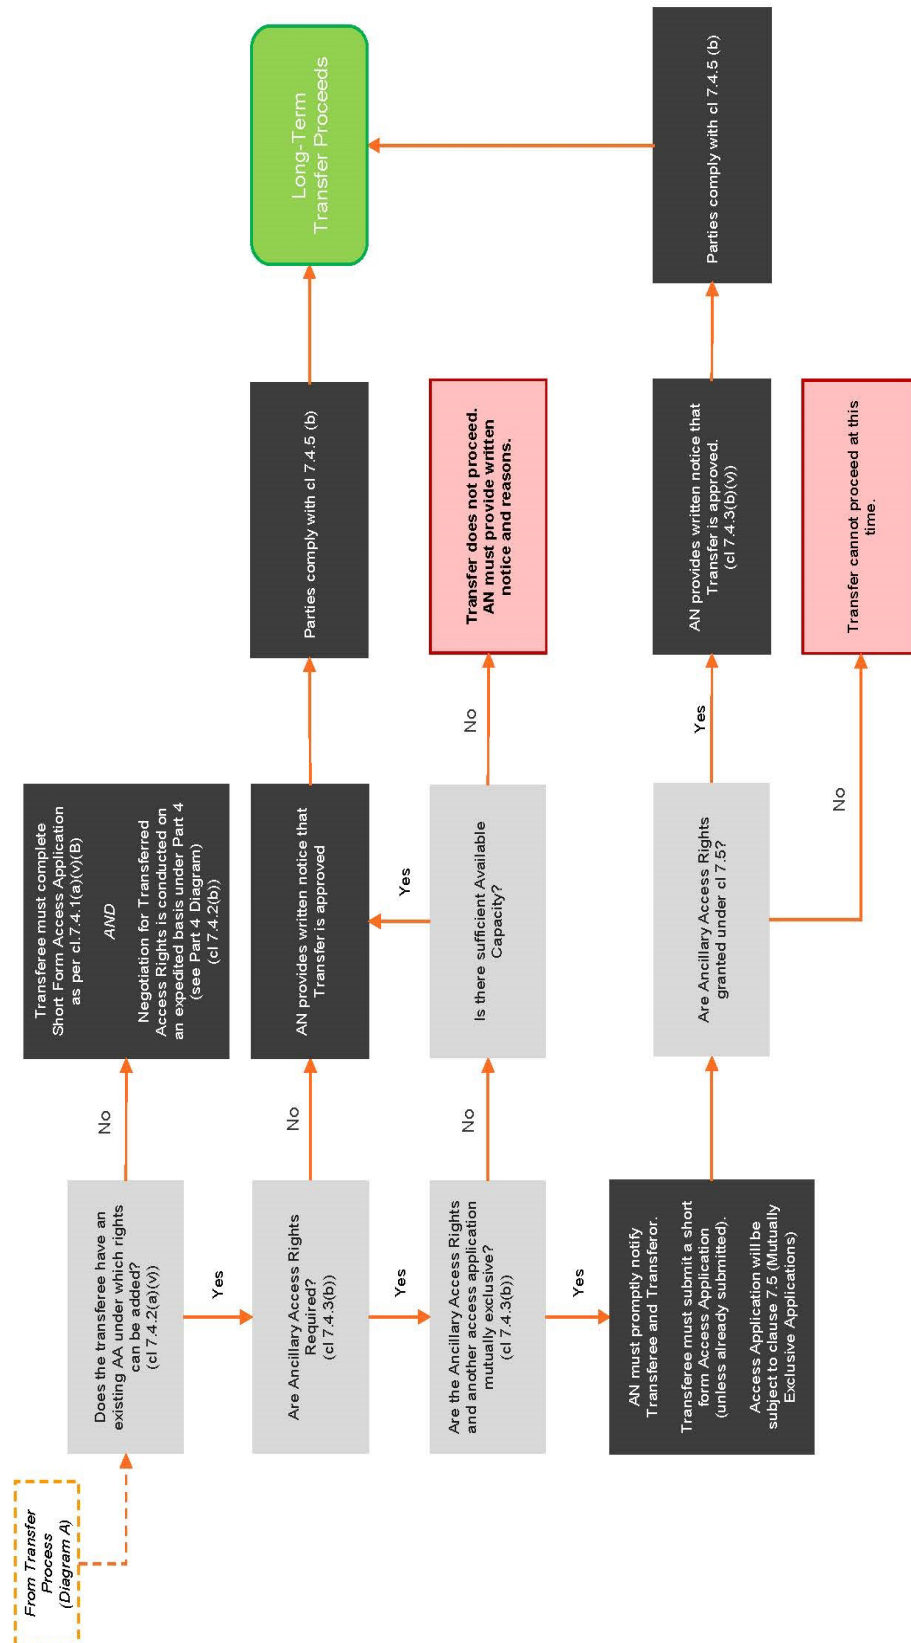 From Transfer
Process
(Diagram A)
Does the transferee have an
existing AA under which rights
can be added?
(cl 7.4.2(a)(v))
No
Transferee must complete
Short Form Access Application
as per cl.7.4.1(a)(v)(B)
AND
Negotiation for Transferred
Access Rights is conducted on
an expedited basis under Part 4
(see Part 4 Diagram)
(cl 7.4.2(b))
Yes
Are Ancillary Access Rights
Required?
(cl 7.4.3(b))
No
AN provides written notice that
Transfer is approved
Parties comply with cl 7.4.5 (b)
Long-Term
Transfer Proceeds
Yes
Are the Ancillary Access Rights
and another access application
mutually exclusive?
(cl 7.4.3(b))
No
Is there sufficient Available
Capacity?
Yes
No
Transfer does not proceed.
AN must provide written
notice and reasons.
Yes
AN must promptly notify
Transferee and Transferor.
Transferee must submit a short
form Access Application
(unless already submitted).
Access Application will be
subject to clause 7.5 (Mutually
Exclusive Applications)
Are Ancillary Access Rights
granted under cl 7.5?
Yes
AN provides written notice that
Transfer is approved.
(cl 7.4.3(b)(v))
Parties comply with cl 7.4.5 (b)
No
Transfer cannot proceed at this
time.